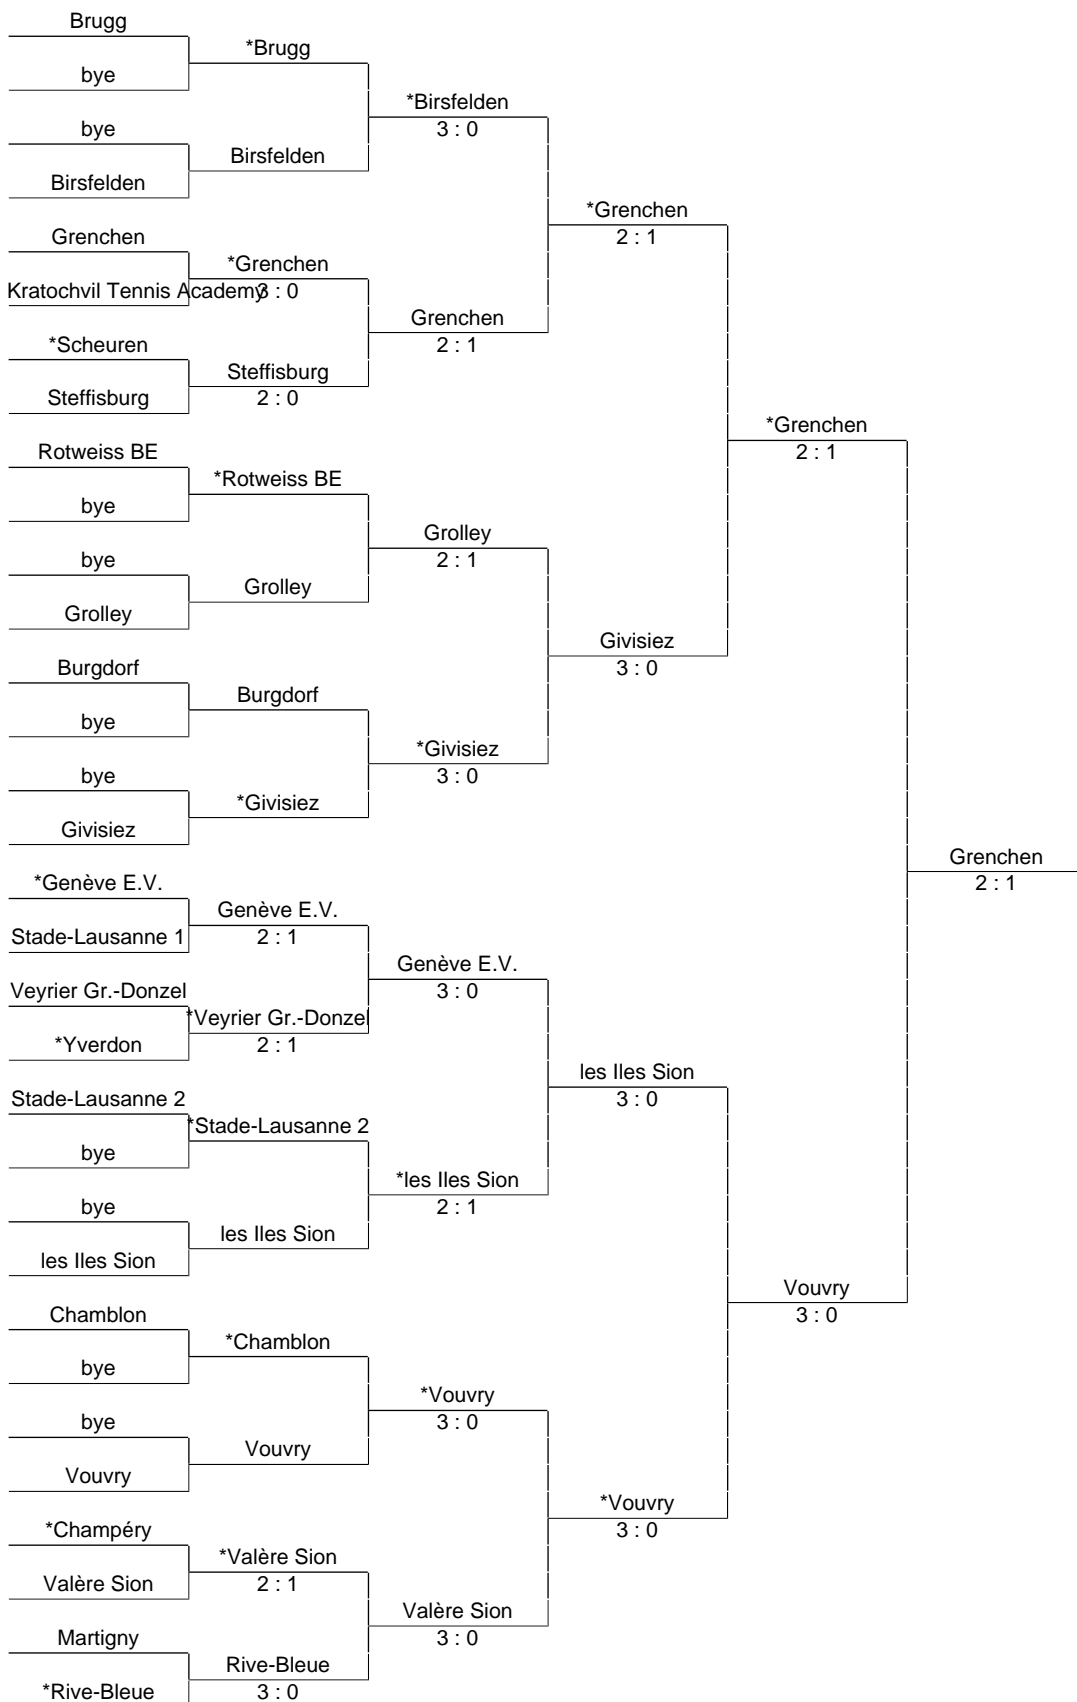 Brugg
*Brugg
bye
*Birsfelden
3 : 0
bye
Birsfelden
Birsfelden
*Grenchen
2 : 1
Grenchen
*Grenchen
3 : 0
Kratochvil Tennis Academy
Grenchen
2 : 1
*Scheuren
Steffisburg
2 : 0
Steffisburg
*Grenchen
2 : 1
Rotweiss BE
*Rotweiss BE
bye
Grolley
2 : 1
bye
Grolley
Grolley
Givisiez
3 : 0
Burgdorf
Burgdorf
bye
*Givisiez
3 : 0
bye
*Givisiez
Givisiez
Grenchen
2 : 1
*Genève E.V.
Genève E.V.
2 : 1
Stade-Lausanne 1
Genève E.V.
3 : 0
Veyrier Gr.-Donzel
*Veyrier Gr.-Donzel
2 : 1
*Yverdon
les Iles Sion
3 : 0
Stade-Lausanne 2
*Stade-Lausanne 2
bye
*les Iles Sion
2 : 1
bye
les Iles Sion
les Iles Sion
Vouvry
3 : 0
Chamblon
*Chamblon
bye
*Vouvry
3 : 0
bye
Vouvry
Vouvry
*Vouvry
3 : 0
*Champéry
*Valère Sion
2 : 1
Valère Sion
Valère Sion
3 : 0
Martigny
Rive-Bleue
3 : 0
*Rive-Bleue